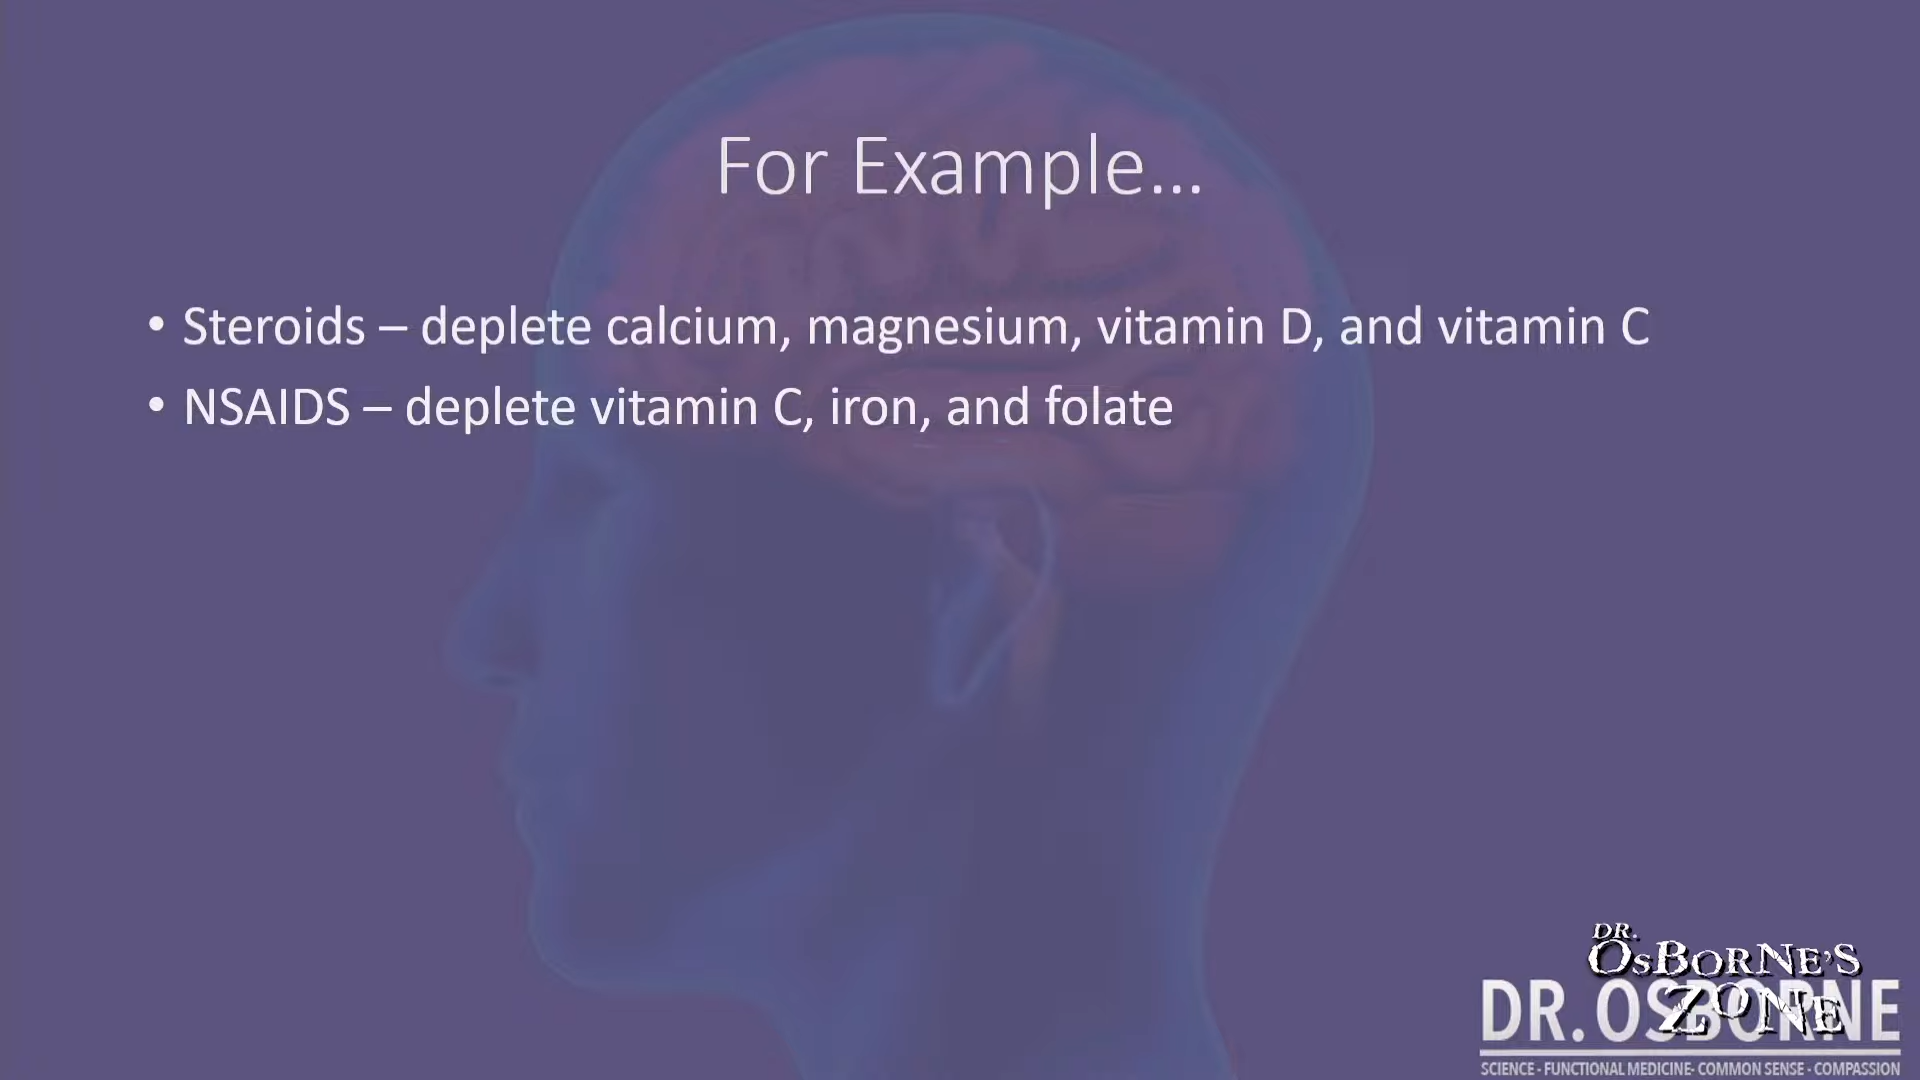 For Example...
• Steroids – deplete calcium, magnesium, vitamin D, and vitamin C
• NSAIDS – deplete vitamin C, iron, and folate
DR.
OSBORNE'S
ZONE
DR. OSBORNE
SCIENCE - FUNCTIONAL MEDICINE- COMMON SENSE - COMPASSION